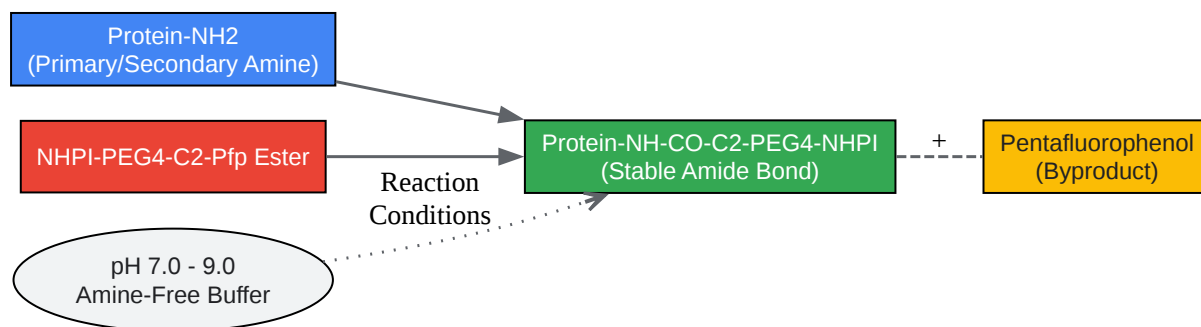 Protein-NH2
(Primary/Secondary Amine)
NHPI-PEG4-C2-Pfp Ester
pH 7.0 - 9.0
Amine-Free Buffer
Reaction
Conditions
Protein-NH-CO-C2-PEG4-NHPI
(Stable Amide Bond)
+
Pentafluorophenol
(Byproduct)